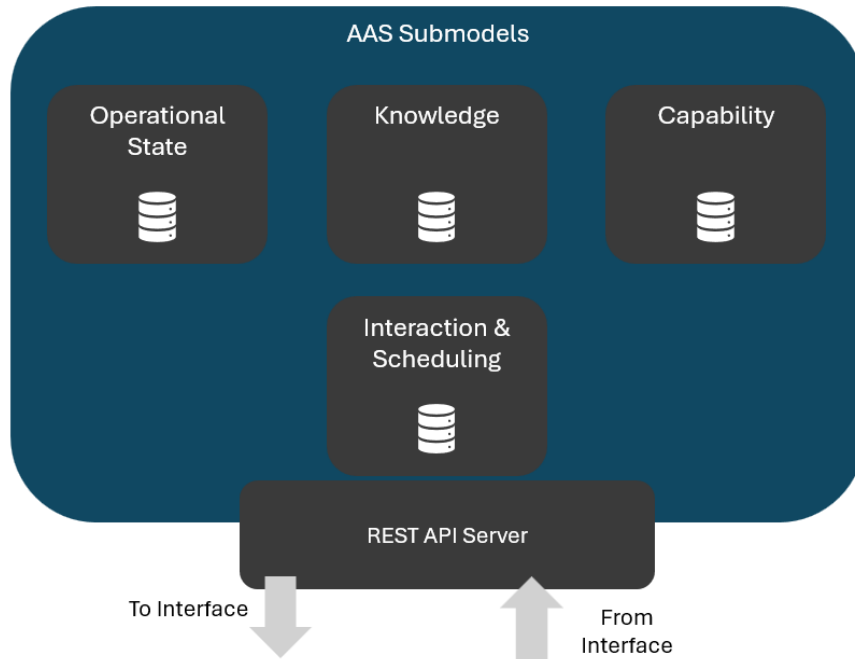 AAS Submodels
Operational
State
Knowledge
Capability
Interaction &
Scheduling
REST API Server
To Interface
From
Interface